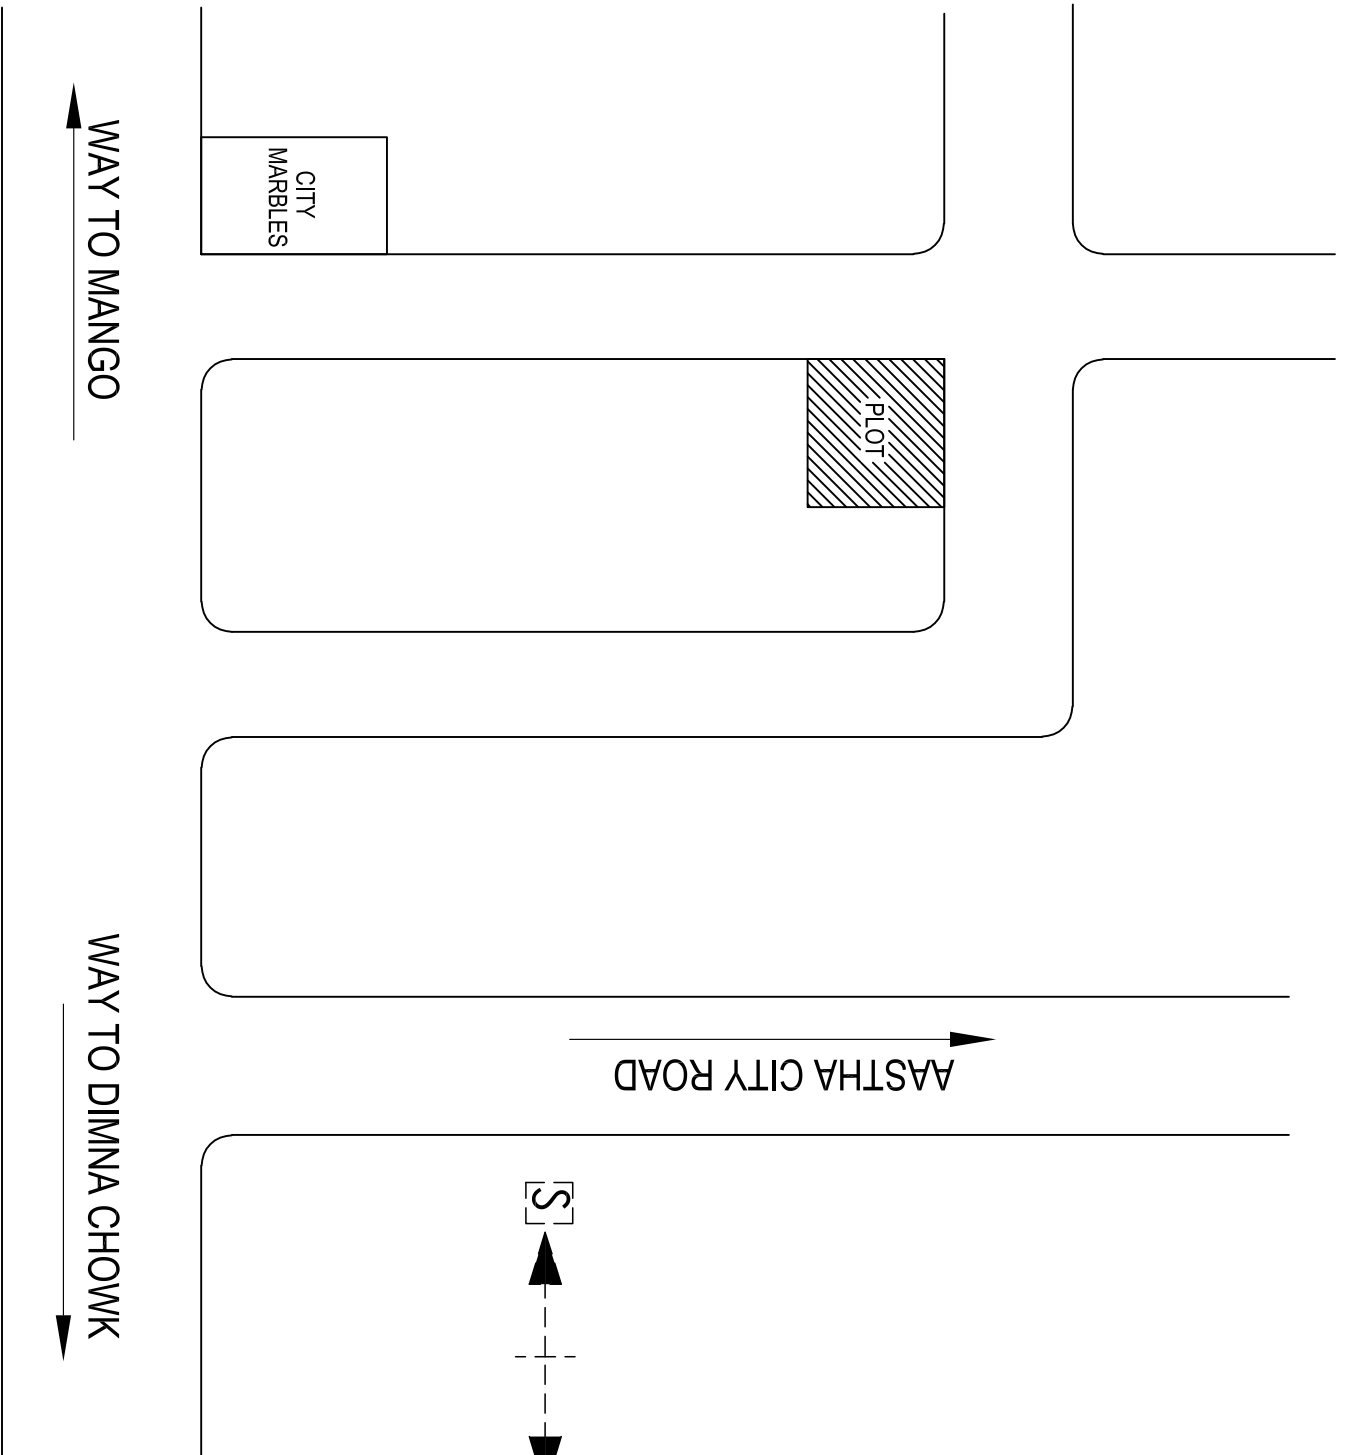 WAY TO MANGO
CITY
MARBLES
PLOT
WAY TO DIMNA CHOWK
AASTHA CITY ROAD
S